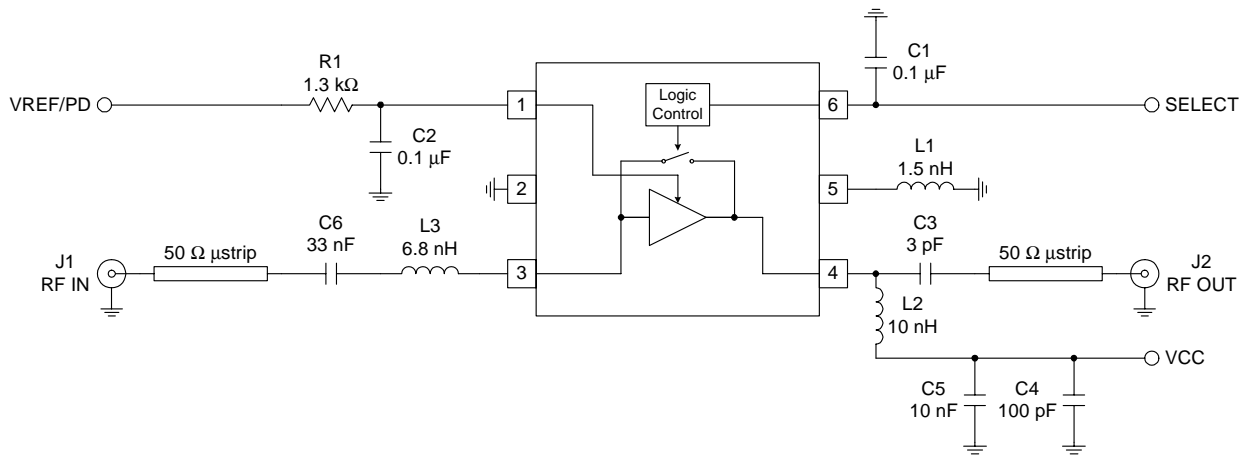 C1
0.1 µF
R1
1.3 kΩ
VREF/PD
1
Logic
Control
6
SELECT
C2
0.1 µF
L1
1.5 nH
2
5
C6
33 nF
L3
6.8 nH
C3
3 pF
J1
RF IN
50 Ω µstrip
3
4
50 Ω µstrip
J2
RF OUT
L2
10 nH
VCC
C5
10 nF
C4
100 pF